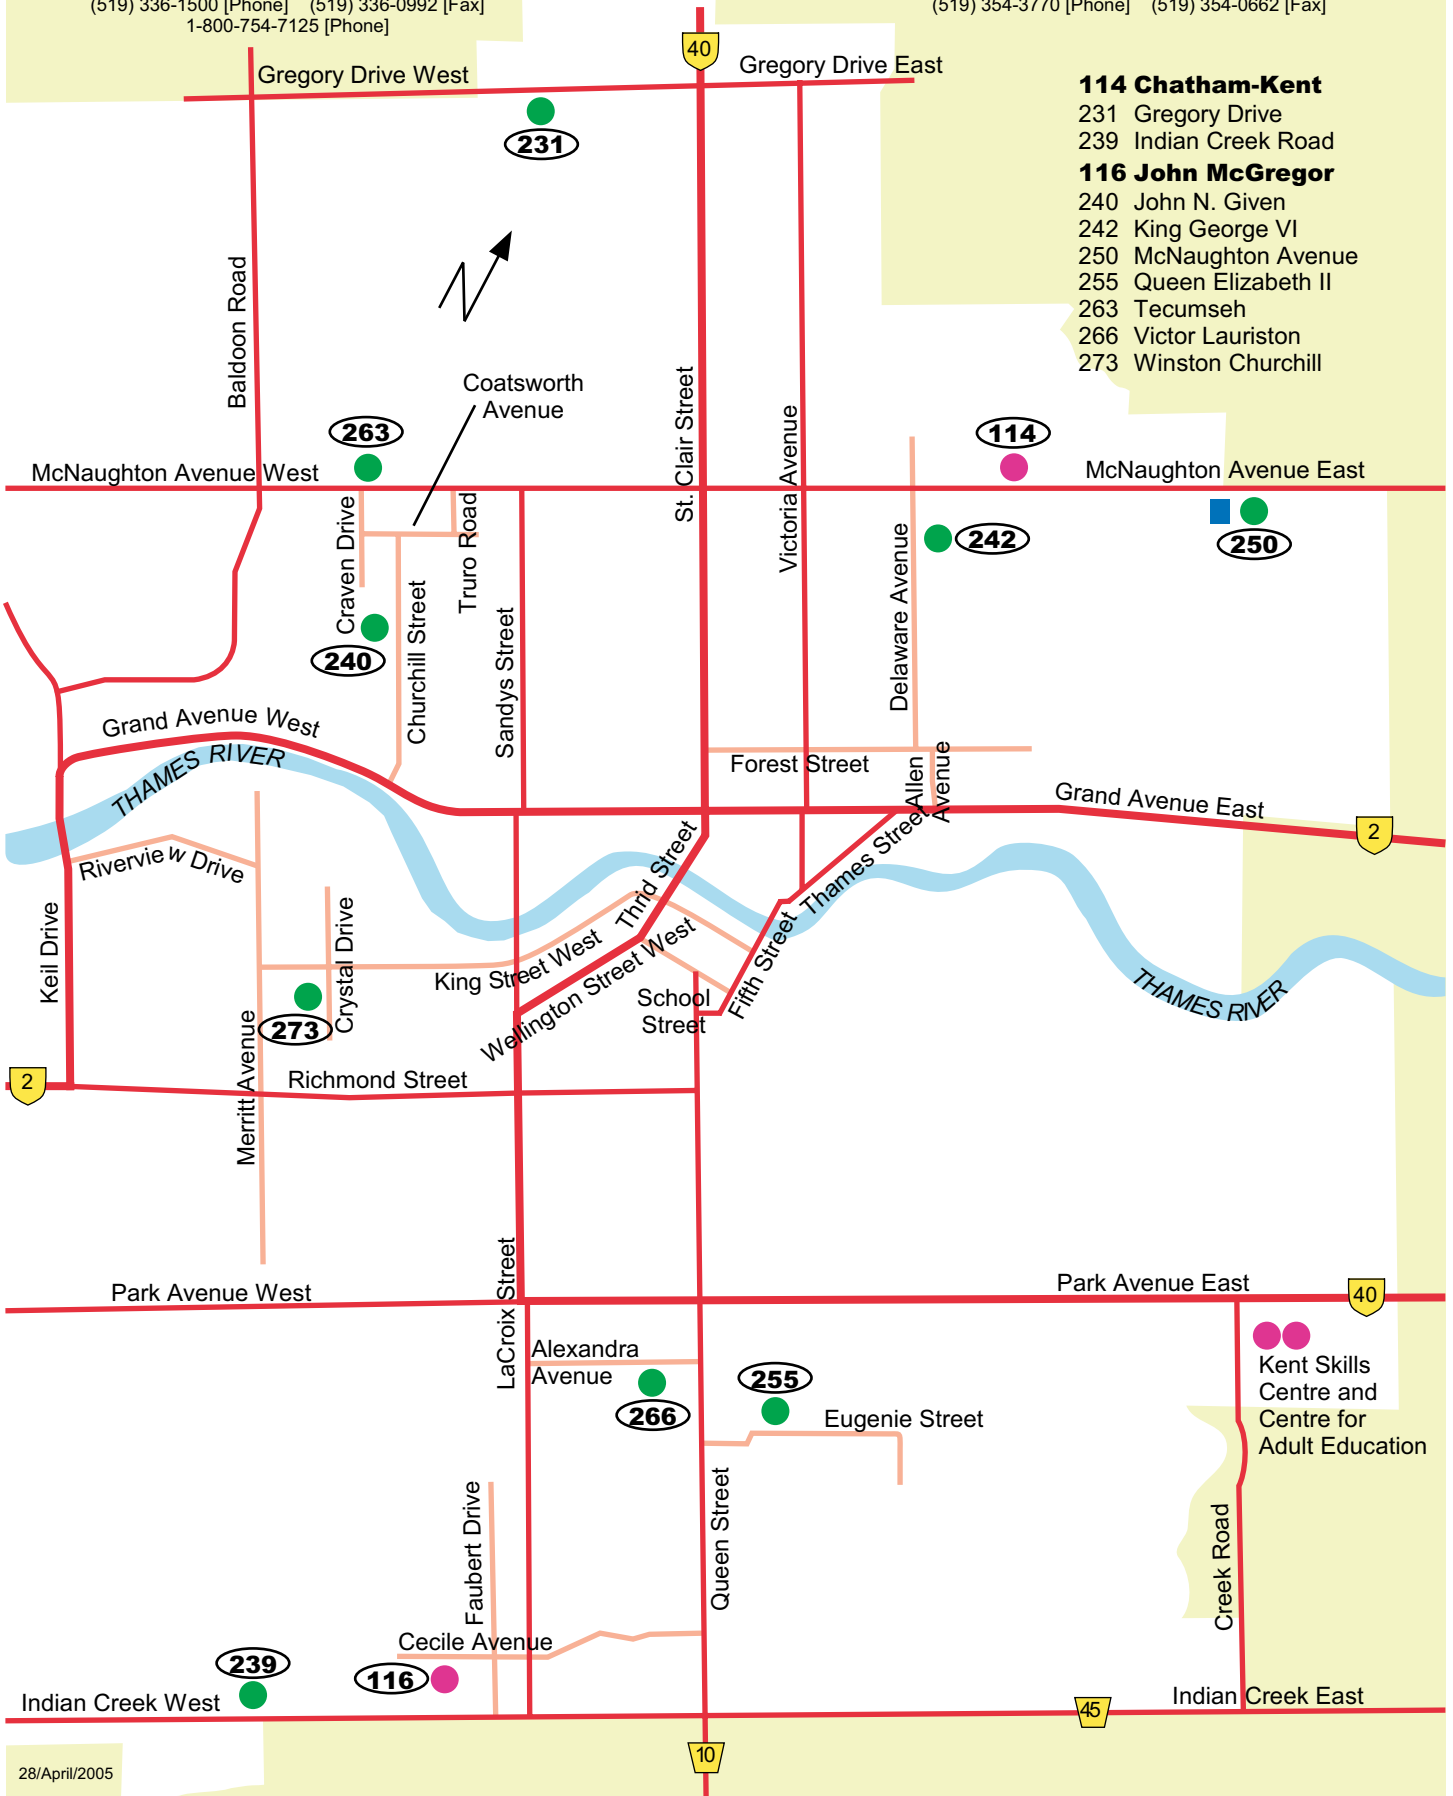 (519) 336-1500 [Phone] (519) 336-0992 [Fax]
1-800-754-7125 [Phone]
(519) 354-3770 [Phone] (519) 354-0662 [Fax]
40
Gregory Drive West
Gregory Drive East
231
114 Chatham-Kent
231 Gregory Drive
239 Indian Creek Road
116 John McGregor
240 John N. Given
242 King George VI
250 McNaughton Avenue
255 Queen Elizabeth II
263 Tecumseh
266 Victor Lauriston
273 Winston Churchill
N
Baldoon Road
Coatsworth
Avenue
St. Clair Street
Victoria Avenue
263
114
McNaughton Avenue West
McNaughton Avenue East
Craven Drive
Truro Road
242
250
Churchill Street
Sandys Street
Delaware Avenue
240
Grand Avenue West
THAMES RIVER
Forest Street
Allen
Avenue
Grand Avenue East
2
Riverview Drive
Thrid Street
Thames Street
Keil Drive
Crystal Drive
King Street West
Wellington Street West
School
Street
Fifth Street
THAMES RIVER
273
Merritt Avenue
2
Richmond Street
LaCroix Street
Park Avenue West
Park Avenue East
40
Alexandra
Avenue
266
255
Eugenie Street
Kent Skills
Centre and
Centre for
Adult Education
Faubert Drive
Queen Street
Creek Road
Cecile Avenue
239
116
Indian Creek West
Indian Creek East
45
10
28/April/2005